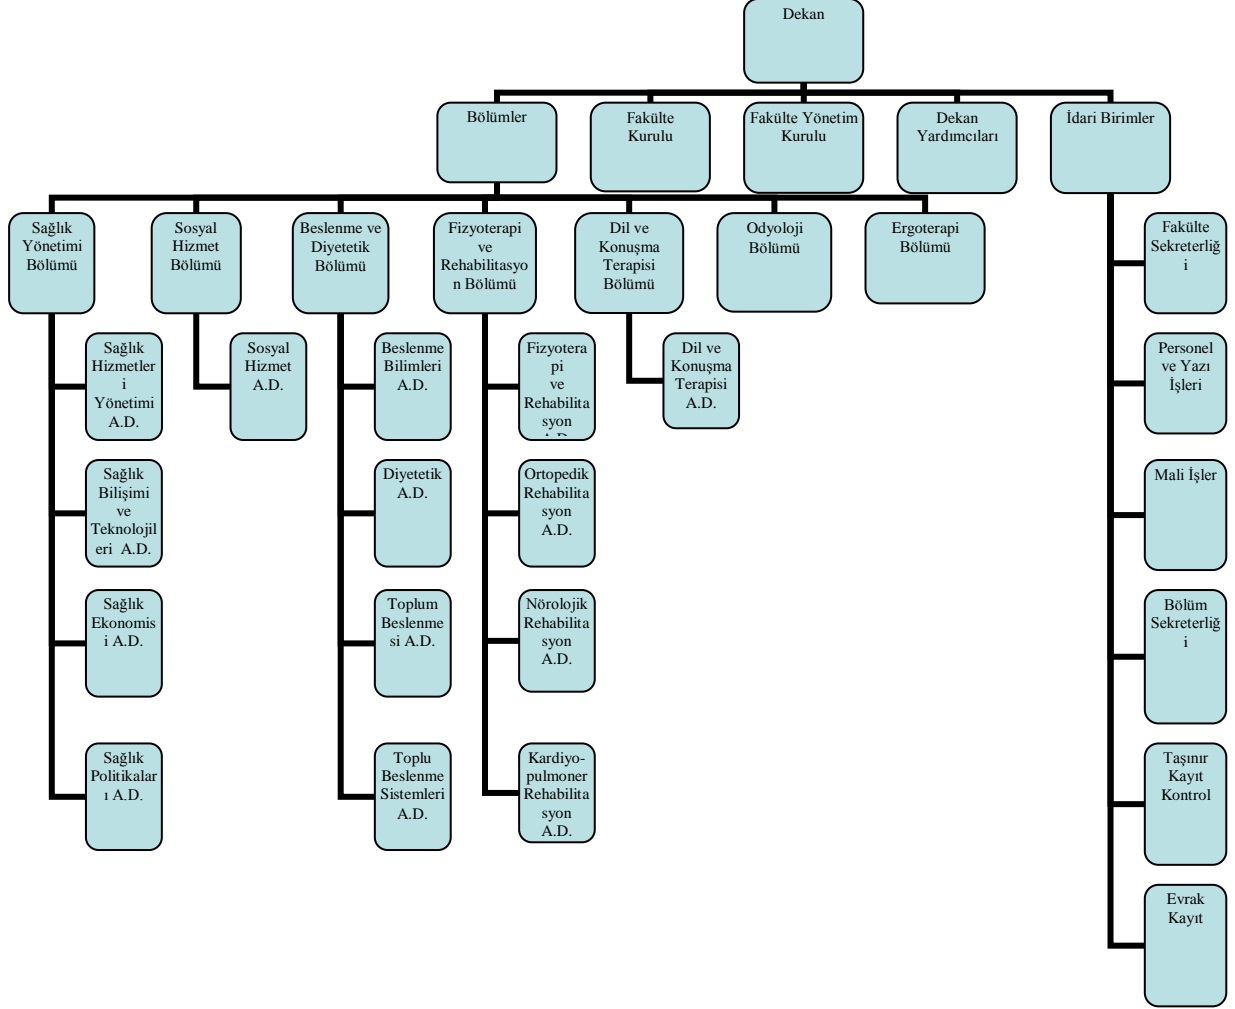 Dekan
Bölümler
Fakülte
Kurulu
Fakülte Yönetim
Kurulu
Dekan
Yardımcıları
İdari Birimler
Sağlık
Yönetimi
Bölümü
Sosyal
Hizmet
Bölümü
Beslenme ve
Diyetetik
Bölümü
Fizyoterapi
ve
Rehabilitasyo
n Bölümü
Dil ve
Konuşma
Terapisi
Bölümü
Odyoloji
Bölümü
Ergoterapi
Bölümü
Fakülte
Sekreterliğ
i
Sağlık
Hizmetler
i
Yönetimi
A.D.
Sosyal
Hizmet
A.D.
Beslenme
Bilimleri
A.D.
Fizyotera
pi
ve
Rehabilita
syon
A.D.
Dil ve
Konuşma
Terapisi
A.D.
Personel
ve Yazı
İşleri
Sağlık
Bilişimi
ve
Teknolojil
eri A.D.
Diyetetik
A.D.
Ortopedik
Rehabilita
syon
A.D.
Mali İşler
Sağlık
Ekonomis
i A.D.
Toplum
Beslenme
si A.D.
Nörolojik
Rehabilita
syon
A.D.
Bölüm
Sekreterliğ
i
Sağlık
Politikalar
ı A.D.
Toplu
Beslenme
Sistemleri
A.D.
Kardiyo-
pulmoner
Rehabilita
syon
A.D.
Taşınır
Kayıt
Kontrol
Evrak
Kayıt